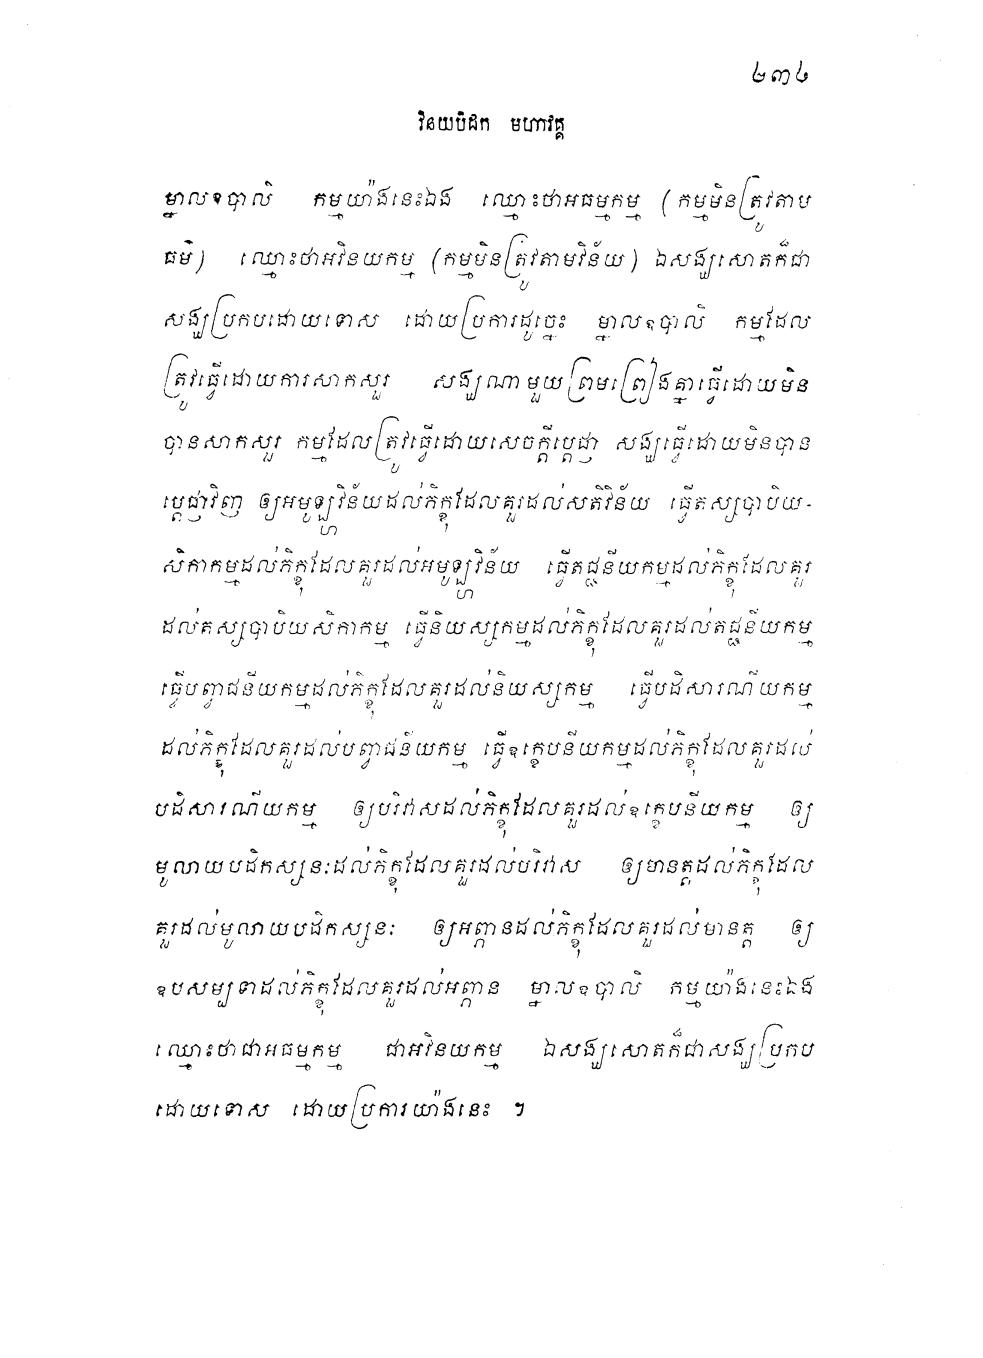 ២៣៤
វិនយបិដក មហាវគ្គ
ម្នាលឧបាលិ កម្មយ៉ាងនេះឯង ឈ្មោះថាអធម្មកម្ម (កម្មមិនត្រូវតាម
ធម៌) ឈ្មោះថាអវិនយកម្ម (កម្មមិនត្រូវតាមវិន័យ) ឯសង្ឃសោតក៏ជា
សង្ឃប្រកបដោយទោស ដោយប្រការដូច្នេះ ម្នាលឧបាលិ កម្មដែល
ត្រូវធ្វើដោយការសាកសួរ សង្ឃណាមួយព្រមព្រៀងគ្នាធ្វើដោយមិន
បានសាកសួរ កម្មដែលត្រូវធ្វើដោយសេចក្តីប្តេជ្ញា សង្ឃធ្វើដោយមិនបាន
ប្តេជ្ញាវិញ ឲ្យអមូឡ្ហវិន័យដល់ភិក្ខុដែលគួរដល់សតិវិន័យ ធ្វើតស្សបាបិយ-
សិកាកម្មដល់ភិក្ខុដែលគួរដល់អមូឡ្ហវិន័យ ធ្វើតជ្ជនីយកម្មដល់ភិក្ខុដែលគួរ
ដល់តស្សបាបិយសិកាកម្ម ធ្វើនិយស្សកម្មដល់ភិក្ខុដែលគួរដល់តជ្ជនីយកម្ម
ធ្វើបញ្វជនីយកម្មដល់ភិក្ខុដែលគួរដល់និយស្សកម្ម ធ្វើបដិសារណីយកម្ម
ដល់ភិក្ខុដែលគួរដល់បព្វាជនីយកម្ម ធ្វើឧក្ខេបនីយកម្មដល់ភិក្ខុដែលគួរដល់
បដិសារណីយកម្ម ឲ្យបរិវាសដល់ភិក្ខុដែលគួរដល់ឧក្ខេបនីយកម្ម ឲ្យ
មូលាយបដិកស្សនៈដល់ភិក្ខុដែលគួរដល់បរិវាស ឲ្យមានត្តដល់ភិក្ខុដែល
គួរដល់មូលាយបដិកស្សនៈ ឲ្យអព្ភានដល់ភិក្ខុដែលគួរដល់មានត្ត ឲ្យ
ឧបសម្បទាដល់ភិក្ខុដែលគួរដល់អព្ភាន ម្នាលឧបាលិ កម្មយ៉ាងនេះឯង
ឈ្មោះថាជាអធម្មកម្ម ជាអវិនយកម្ម ឯសង្ឃសោតក៏ជាសង្ឃប្រកប
ដោយទោស ដោយប្រការយ៉ាងនេះ ។